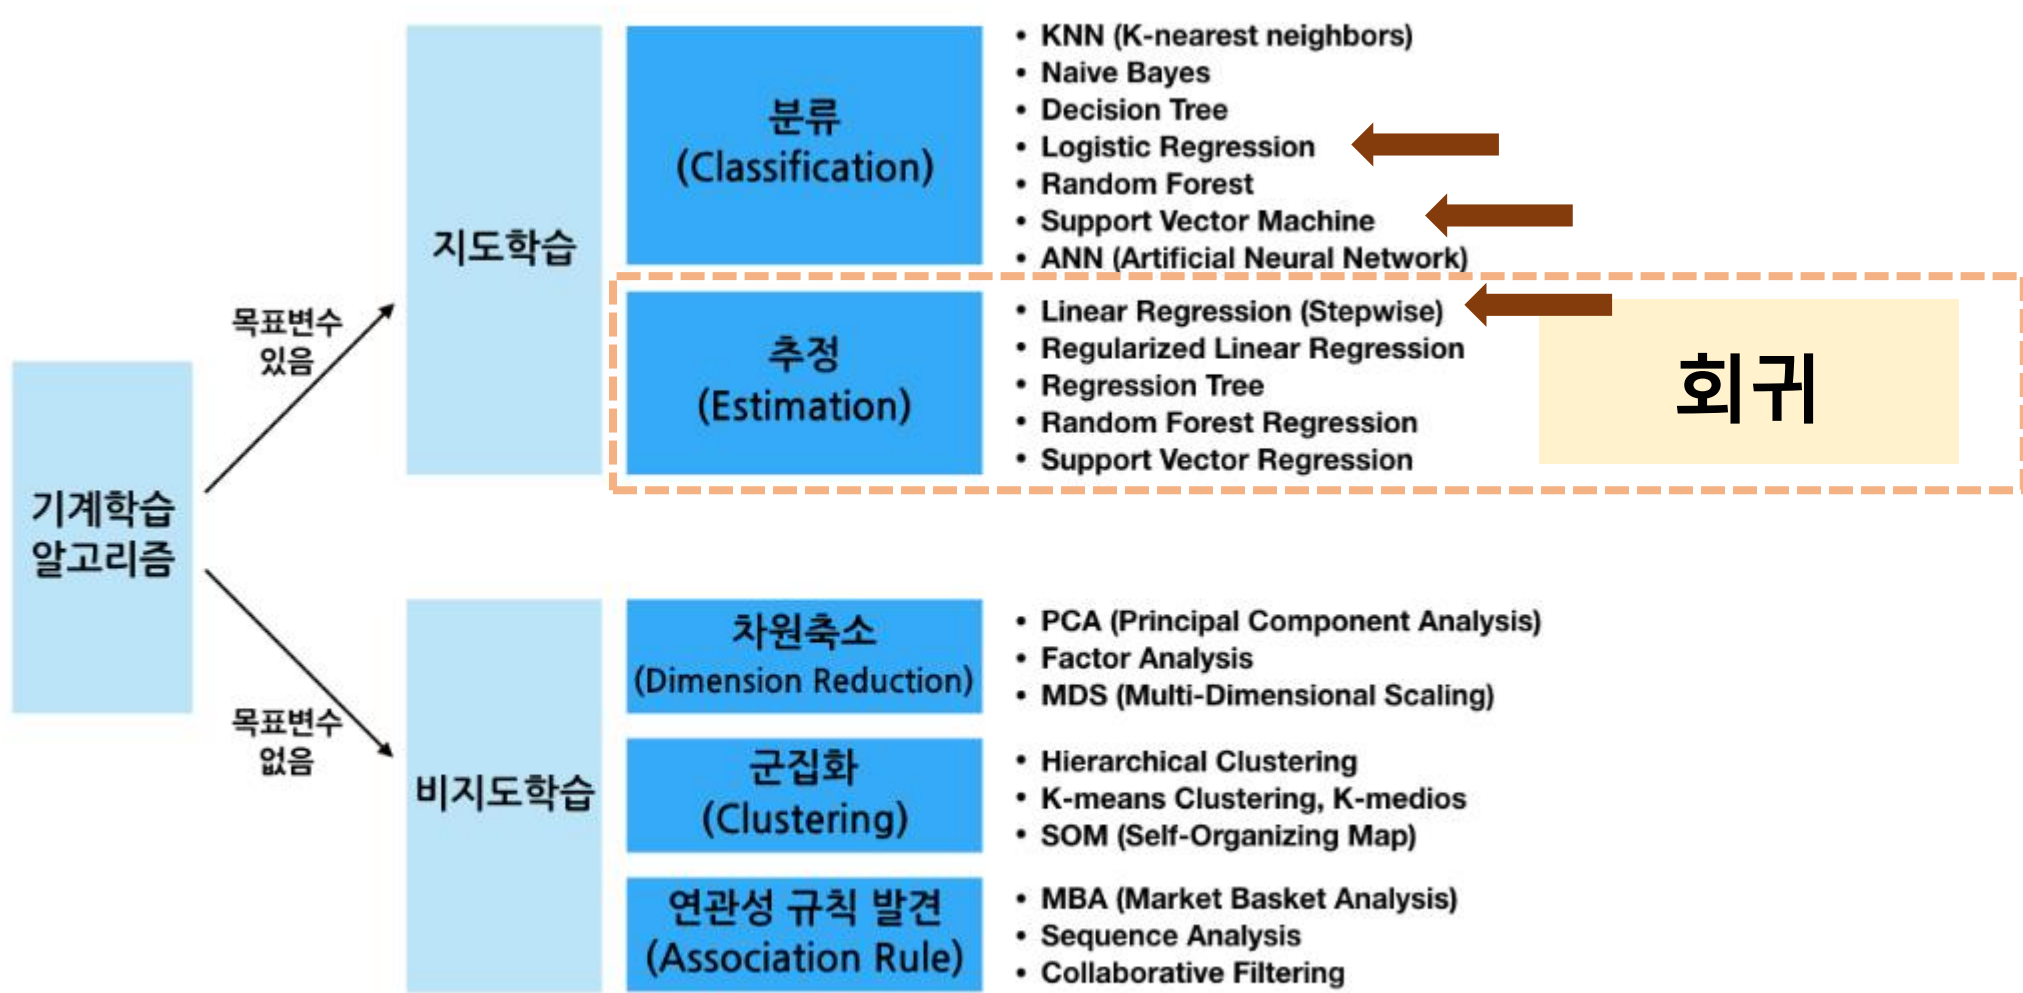 기계학습
알고리즘
목표변수
있음
목표변수
없음
지도학습
분류
(Classification)
• KNN (K-nearest neighbors)
• Naive Bayes
• Decision Tree
• Logistic Regression
• Random Forest
• Support Vector Machine
• ANN (Artificial Neural Network)
추정
(Estimation)
• Linear Regression (Stepwise)
• Regularized Linear Regression
• Regression Tree
• Random Forest Regression
• Support Vector Regression
회귀
비지도학습
차원축소
(Dimension Reduction)
• PCA (Principal Component Analysis)
• Factor Analysis
• MDS (Multi-Dimensional Scaling)
군집화
(Clustering)
• Hierarchical Clustering
• K-means Clustering, K-medios
• SOM (Self-Organizing Map)
연관성 규칙 발견
(Association Rule)
• MBA (Market Basket Analysis)
• Sequence Analysis
• Collaborative Filtering